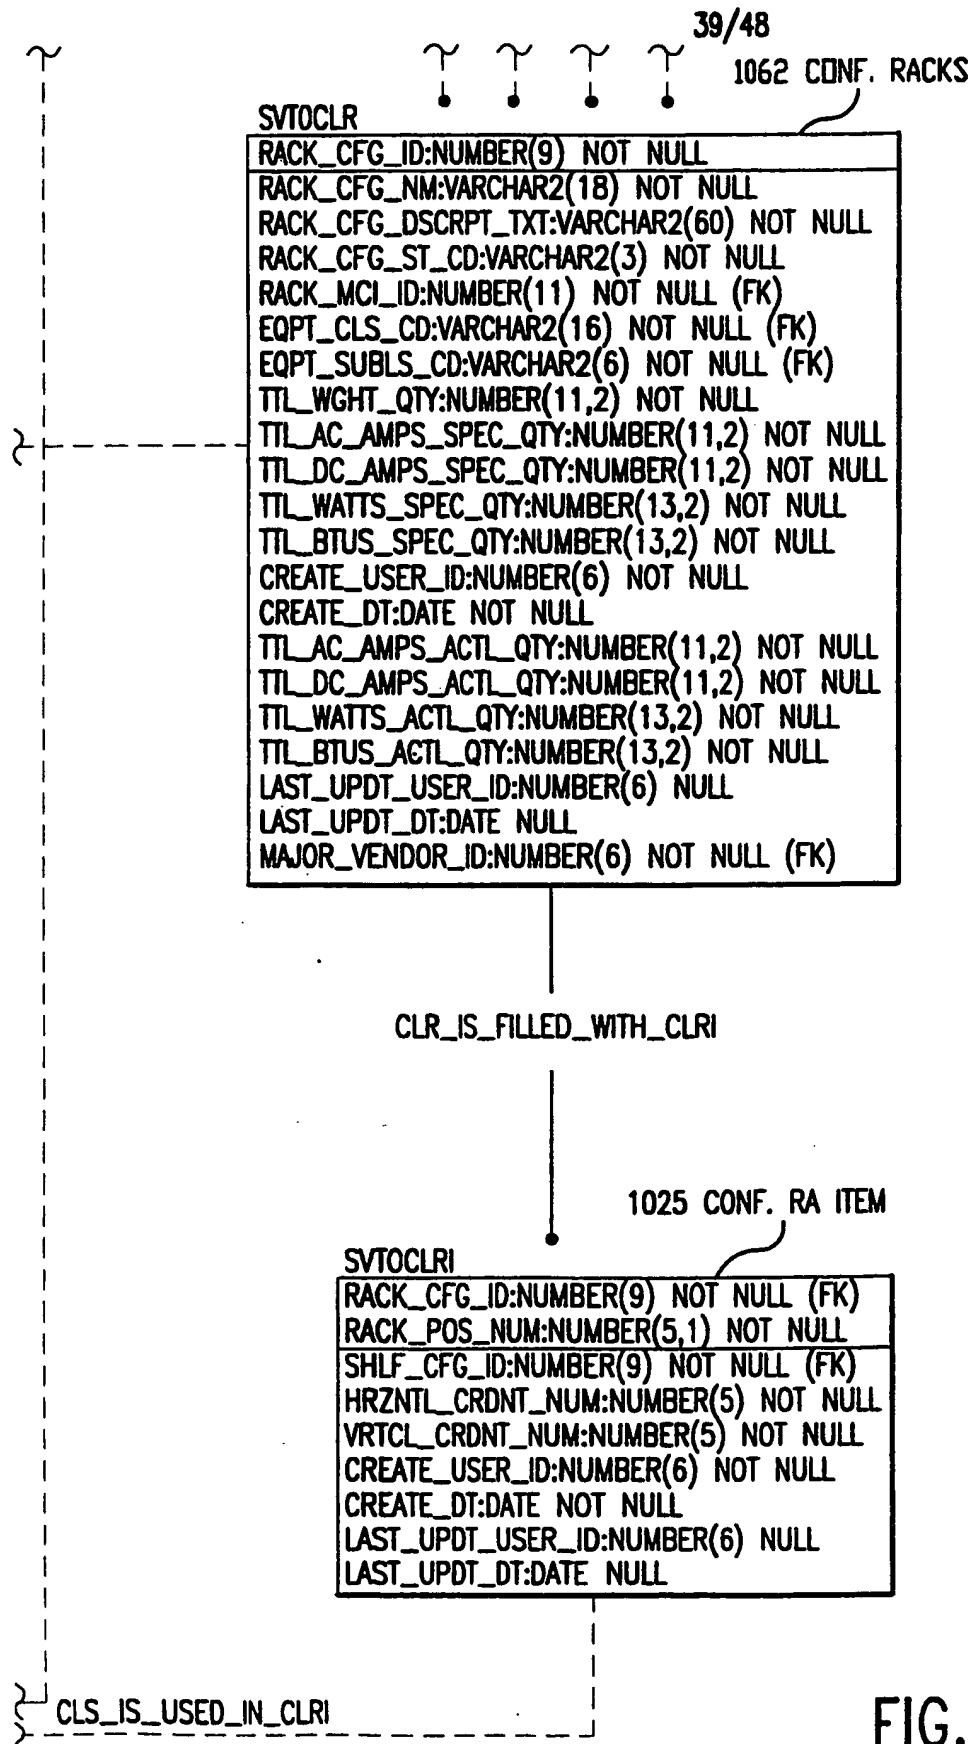 39/48
1062 CONF. RACKS
SVTOCLR
RACK_CFG_ID:NUMBER(9) NOT NULL
RACK_CFG_NM:VARCHAR2(18) NOT NULL
RACK_CFG_DSCRPT_TXT:VARCHAR2(60) NOT NULL
RACK_CFG_ST_CD:VARCHAR2(3) NOT NULL
RACK_MCI_ID:NUMBER(11) NOT NULL (FK)
EQPT_CLS_CD:VARCHAR2(16) NOT NULL (FK)
EQPT_SUBLS_CD:VARCHAR2(6) NOT NULL (FK)
TTL_WGHT_QTY:NUMBER(11,2) NOT NULL
TTL_AC_AMPS_SPEC_QTY:NUMBER(11,2) NOT NULL
TTL_DC_AMPS_SPEC_QTY:NUMBER(11,2) NOT NULL
TTL_WATTS_SPEC_QTY:NUMBER(13,2) NOT NULL
TTL_BTUS_SPEC_QTY:NUMBER(13,2) NOT NULL
CREATE_USER_ID:NUMBER(6) NOT NULL
CREATE_DT:DATE NOT NULL
TTL_AC_AMPS_ACTL_QTY:NUMBER(11,2) NOT NULL
TTL_DC_AMPS_ACTL_QTY:NUMBER(11,2) NOT NULL
TTL_WATTS_ACTL_QTY:NUMBER(13,2) NOT NULL
TTL_BTUS_ACTL_QTY:NUMBER(13,2) NOT NULL
LAST_UPDT_USER_ID:NUMBER(6) NULL
LAST_UPDT_DT:DATE NULL
MAJOR_VENDOR_ID:NUMBER(6) NOT NULL (FK)
CLR_IS_FILLED_WITH_CLRI
1025 CONF. RA ITEM
SVTOCLRI
RACK_CFG_ID:NUMBER(9) NOT NULL (FK)
RACK_POS_NUM:NUMBER(5,1) NOT NULL
SHLF_CFG_ID:NUMBER(9) NOT NULL (FK)
HRZNTL_CRDNT_NUM:NUMBER(5) NOT NULL
VRTCL_CRDNT_NUM:NUMBER(5) NOT NULL
CREATE_USER_ID:NUMBER(6) NOT NULL
CREATE_DT:DATE NOT NULL
LAST_UPDT_USER_ID:NUMBER(6) NULL
LAST_UPDT_DT:DATE NULL
CLS_IS_USED_IN_CLRI
FIG.